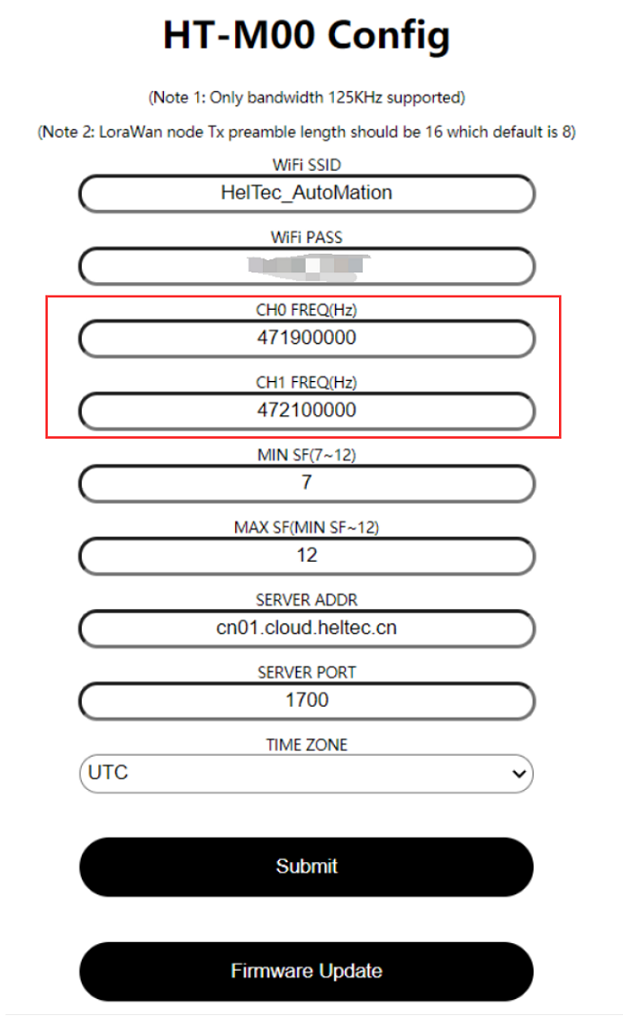 HT-M00 Config
(Note 1: Only bandwidth 125KHz supported)
(Note 2: LoraWan node Tx preamble length should be 16 which default is 8)
WiFi SSID
HelTec_AutoMation
WiFi PASS
CH0 FREQ(Hz)
471900000
CH1 FREQ(Hz)
472100000
MIN SF(7~12)
7
MAX SF(MIN SF~12)
12
SERVER ADDR
cn01.cloud.heltec.cn
SERVER PORT
1700
TIME ZONE
UTC
Submit
Firmware Update